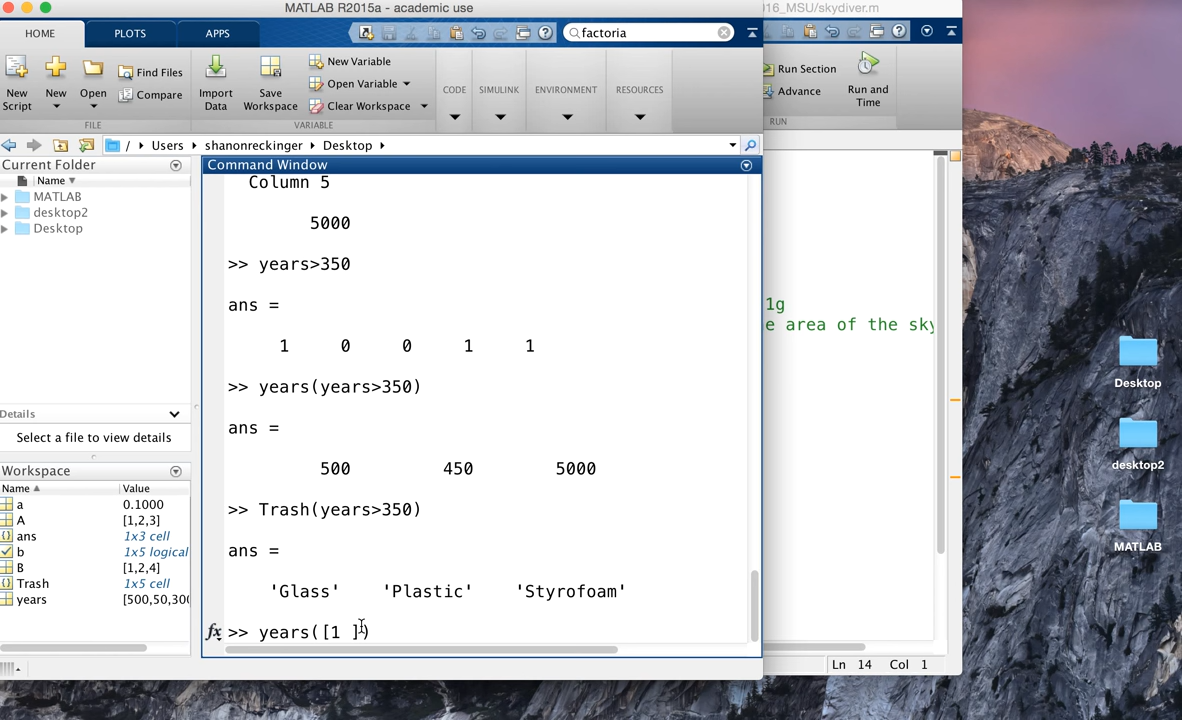 MATLAB R2015a - academic use
016_MSU/skydiver.m
HOME
PLOTS
APPS
factoria
New Script
New
Open
Find Files
Compare
Import Data
Save Workspace
New Variable
Open Variable
Clear Workspace
CODE
SIMULINK
ENVIRONMENT
RESOURCES
FILE
VARIABLE
Run Section
Advance
Run and Time
RUN
/ Users shanonreckinger Desktop
Current Folder
Name
MATLAB
desktop2
Desktop
Details
Select a file to view details
Workspace
Name Value
a 0.1000
A [1,2,3]
ans 1x3 cell
b 1x5 logical
B [1,2,4]
Trash 1x5 cell
years [500,50,300
Command Window
Column 5
5000
>> years>350
ans =
1 0 0 1 1
>> years(years>350)
ans =
500 450 5000
>> Trash(years>350)
ans =
'Glass' 'Plastic' 'Styrofoam'
fx >> years([1 ])
1g
e area of the sky
Ln 14 Col 1
Desktop
desktop2
MATLAB